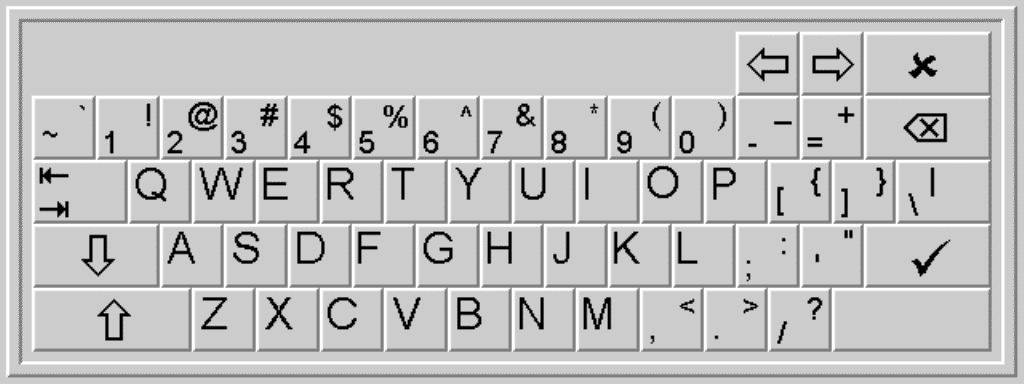 ~ ` 1 ! 2 @ 3 # 4 $ 5 % 6 ^ 7 & 8 * 9 ( 0 ) - _ = +
Q W E R T Y U I O P [ { ] } \ |
A S D F G H J K L ; : ' "
Z X C V B N M , < . > / ?